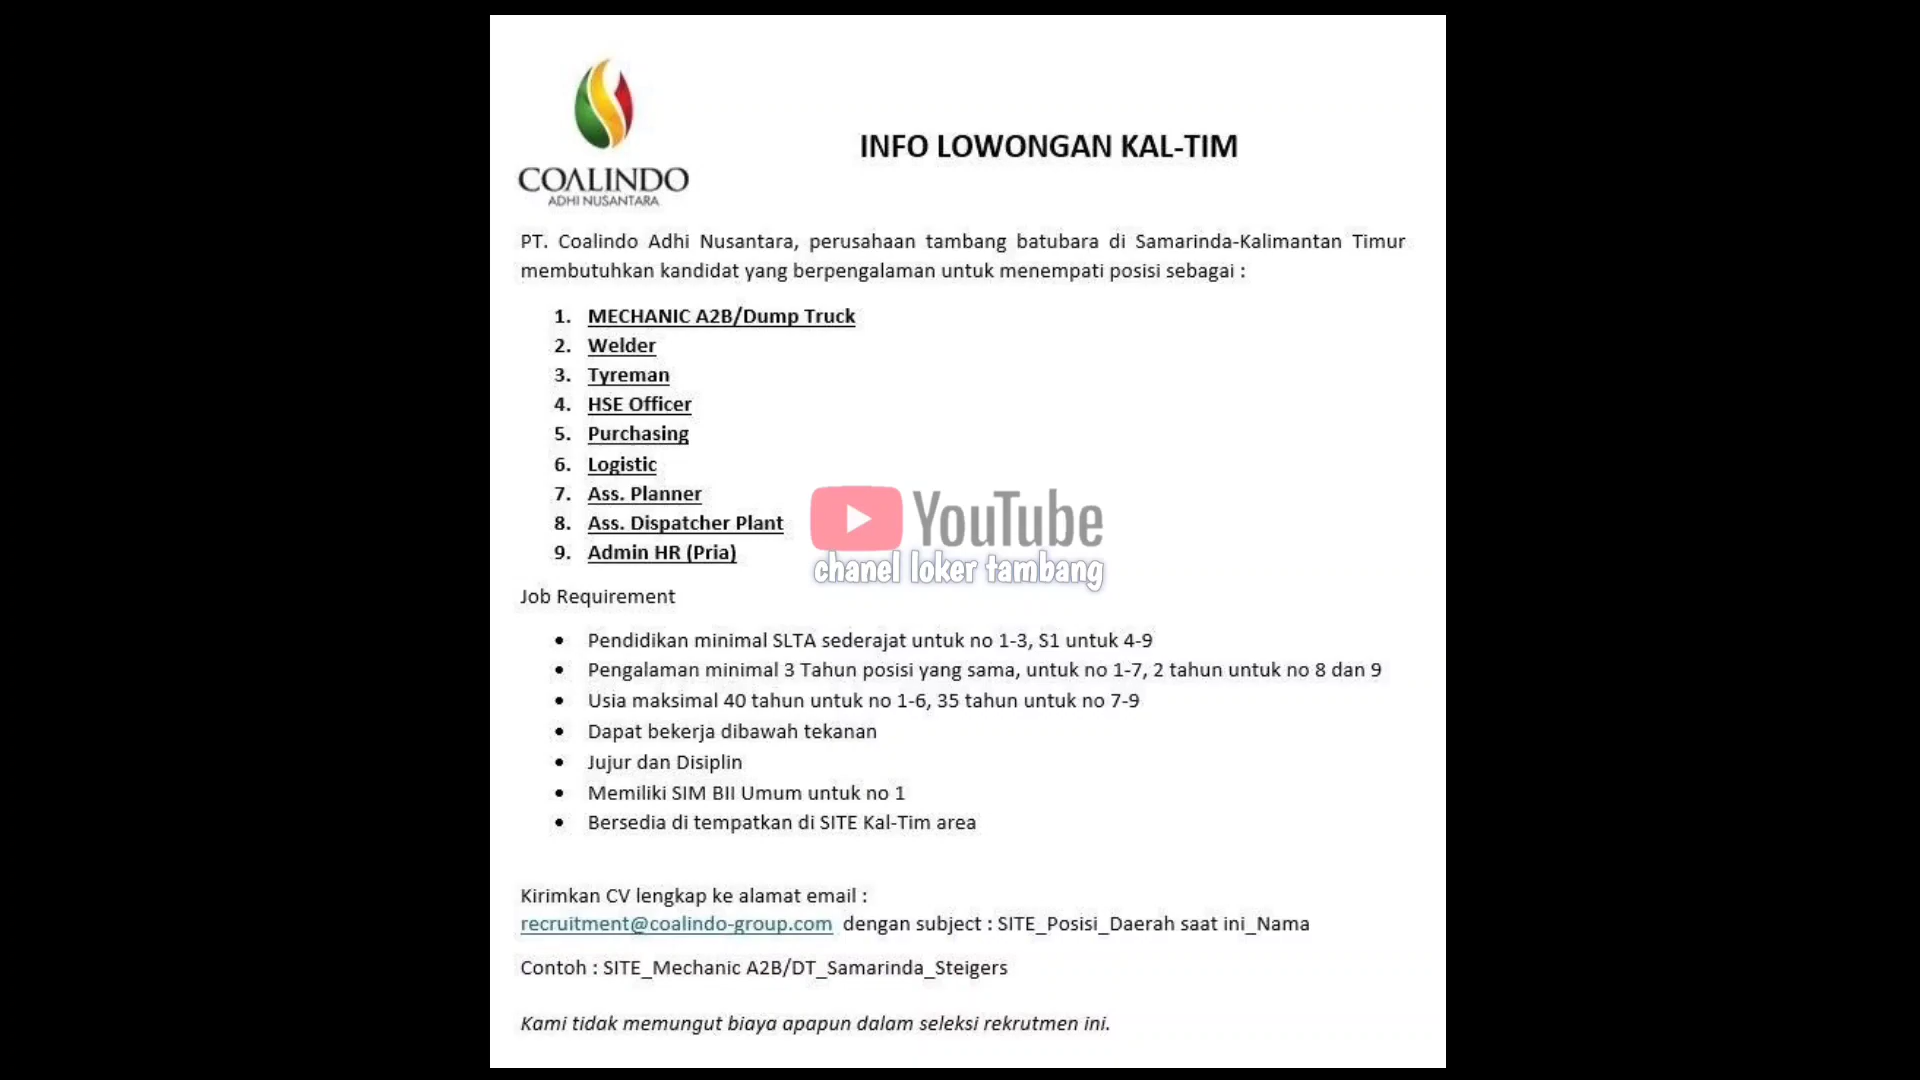 COALINDO
ADHI NUSANTARA
INFO LOWONGAN KAL-TIM
PT. Coalindo Adhi Nusantara, perusahaan tambang batubara di Samarinda-Kalimantan Timur
membutuhkan kandidat yang berpengalaman untuk menempati posisi sebagai :
1. MECHANIC A2B/Dump Truck
2. Welder
3. Tyreman
4. HSE Officer
5. Purchasing
6. Logistic
7. Ass. Planner
8. Ass. Dispatcher Plant
9. Admin HR (Pria)
YouTube
chanel loker tambang
Job Requirement
• Pendidikan minimal SLTA sederajat untuk no 1-3, S1 untuk 4-9
• Pengalaman minimal 3 Tahun posisi yang sama, untuk no 1-7, 2 tahun untuk no 8 dan 9
• Usia maksimal 40 tahun untuk no 1-6, 35 tahun untuk no 7-9
• Dapat bekerja dibawah tekanan
• Jujur dan Disiplin
• Memiliki SIM BII Umum untuk no 1
• Bersedia di tempatkan di SITE Kal-Tim area
Kirimkan CV lengkap ke alamat email :
recruitment@coalindo-group.com dengan subject : SITE_Posisi_Daerah saat ini_Nama
Contoh : SITE_Mechanic A2B/DT_Samarinda_Steigers
Kami tidak memungut biaya apapun dalam seleksi rekrutmen ini.